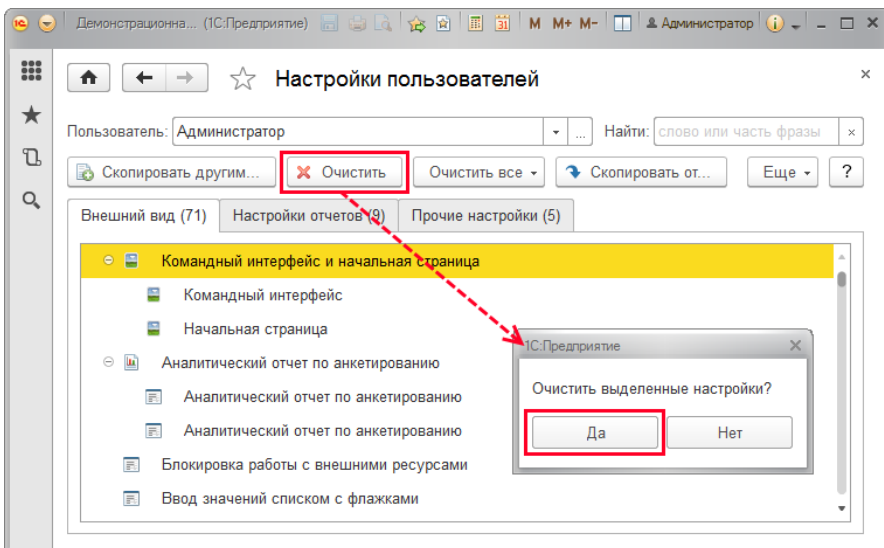 Демонстрационна... (1С:Предприятие) M M+ M- Администратор
Настройки пользователей
Пользователь: Администратор ... Найти: слово или часть фразы ×
Скопировать другим... Очистить Очистить все Скопировать от... Еще ?
Внешний вид (71) Настройки отчетов (9) Прочие настройки (5)
Командный интерфейс и начальная страница
Командный интерфейс
Начальная страница
Аналитический отчет по анкетированию
Аналитический отчет по анкетированию
Аналитический отчет по анкетированию
Блокировка работы с внешними ресурсами
Ввод значений списком с флажками
1С:Предприятие
Очистить выделенные настройки?
Да Нет